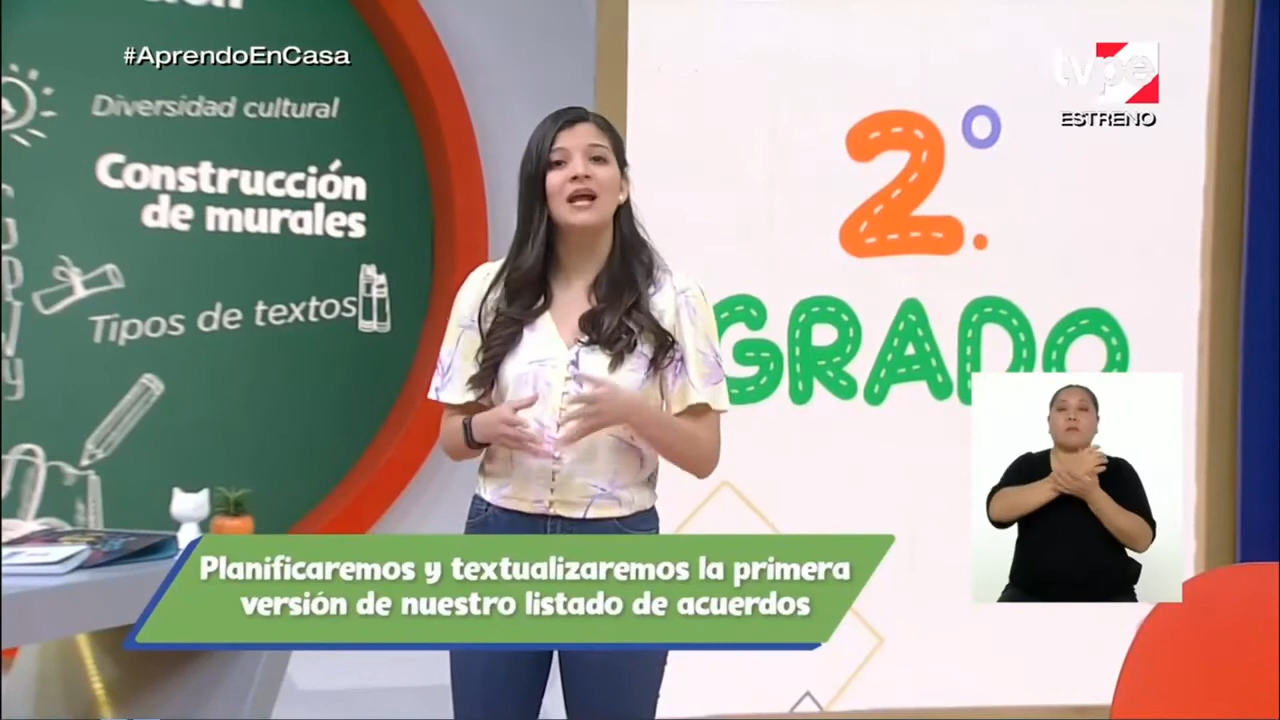 #AprendoEnCasa
Diversidad cultural
Construcción
de murales
Tipos de textos
tvpe
ESTRENO
2.º
GRADO
Planificaremos y textualizaremos la primera
versión de nuestro listado de acuerdos